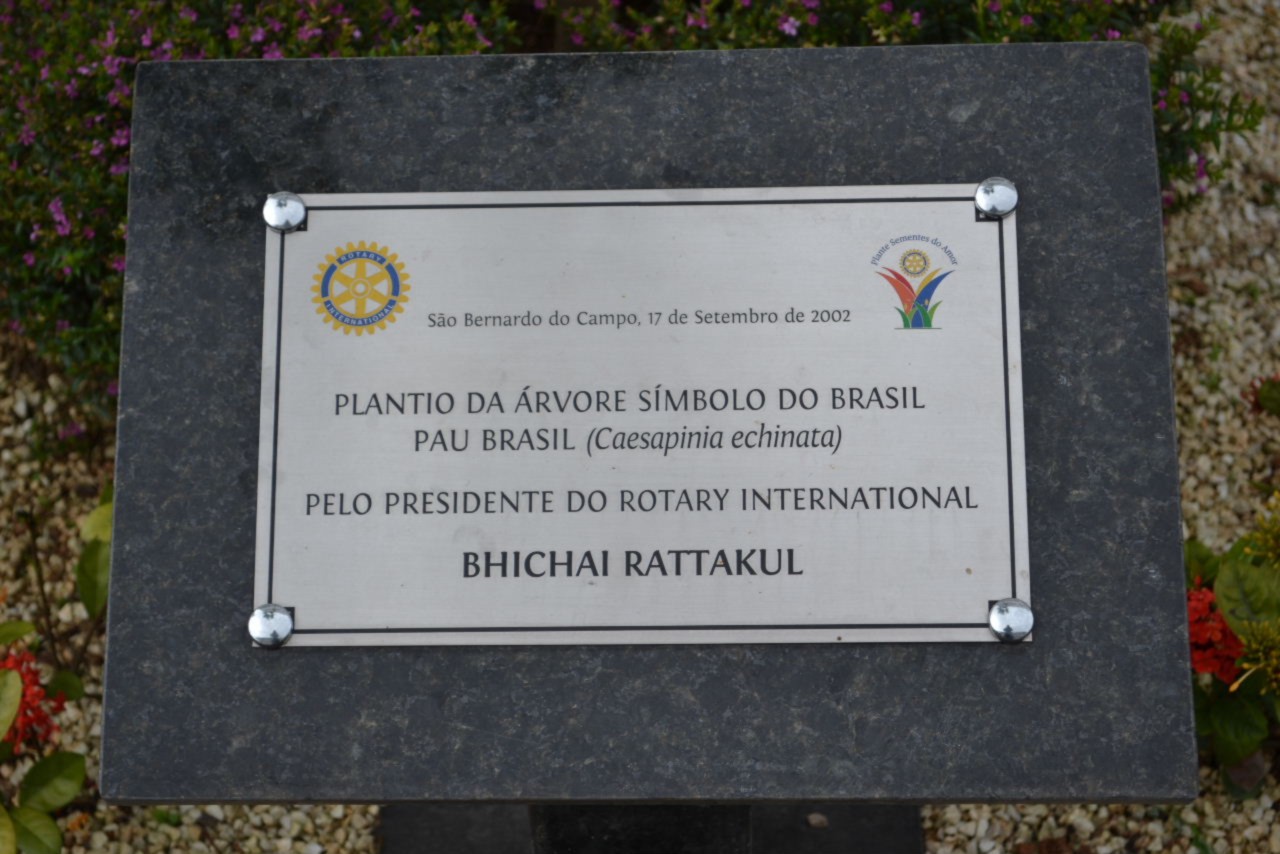 ROTARY
INTERNATIONAL
Plante Sementes do Amor
São Bernardo do Campo, 17 de Setembro de 2002
PLANTIO DA ÁRVORE SÍMBOLO DO BRASIL
PAU BRASIL (Caesapinia echinata)
PELO PRESIDENTE DO ROTARY INTERNATIONAL
BHICHAI RATTAKUL